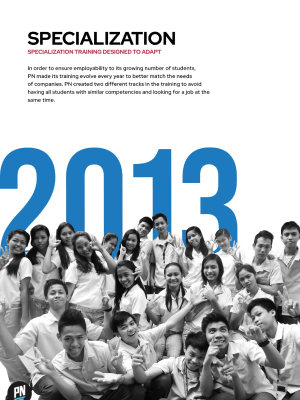 SPECIALIZATION
SPECIALIZATION TRAINING DESIGNED TO ADAPT
In order to ensure employability to its growing number of students,
PN made its training evolve every year to better match the needs
of companies. PN created two different tracks in the training to avoid
having all students with similar competencies and looking for a job at the
same time.
2013
PN